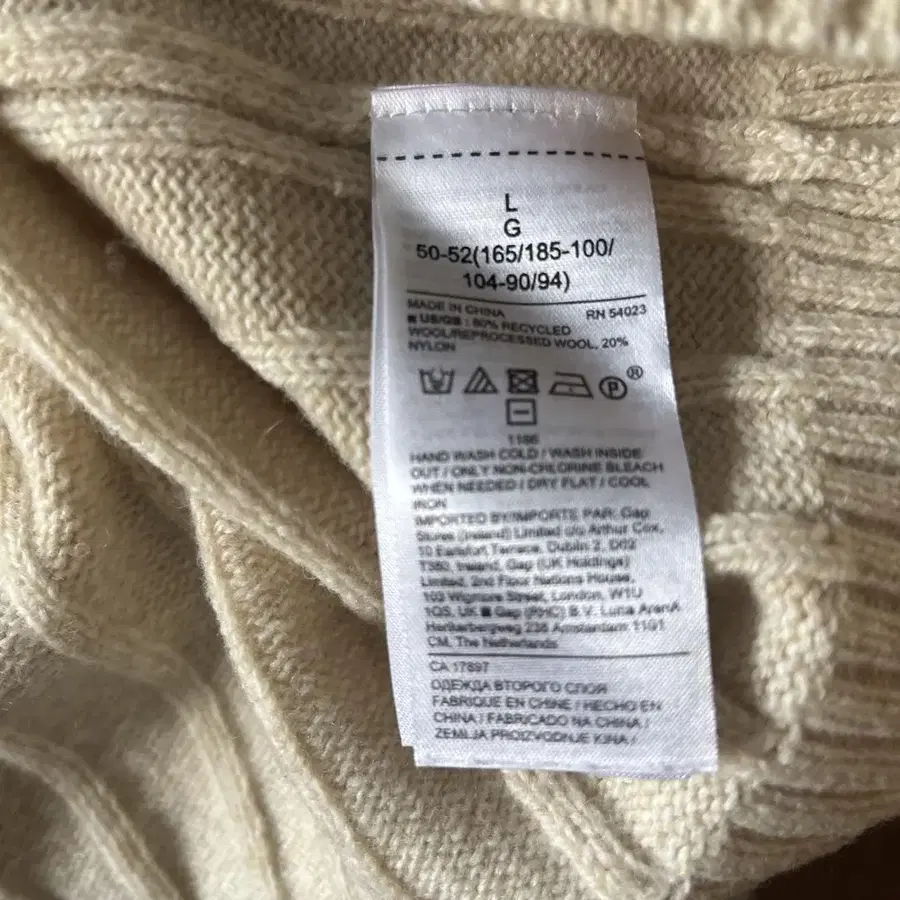 L
G
50-52(165/185-100/
104-90/94)
MADE IN CHINA RN 54023
■ US/GB : 80% RECYCLED
WOOL/REPROCESSED WOOL, 20%
NYLON
P ®
1186
HAND WASH COLD / WASH INSIDE
OUT / ONLY NON-CHLORINE BLEACH
WHEN NEEDED / DRY FLAT / COOL
IRON
IMPORTED BY/IMPORTE PAR: Gap
Stores (Ireland) Limited c/o Arthur Cox,
10 Earlsfort Terrace, Dublin 2, D02
T380, Ireland, Gap (UK Holdings)
Limited, 2nd Floor Nations House,
103 Wigmore Street, London, W1U
1QS, UK ■ Gap (RHC) B.V. Luna ArenA
Herikerbergweg 238 Amsterdam 1101
CM, The Netherlands
CA 17897
ОДЕЖДА ВТОРОГО СЛОЯ
FABRIQUE EN CHINE / HECHO EN
CHINA / FABRICADO NA CHINA /
ZEMLJA PROIZVODNJE KINA /